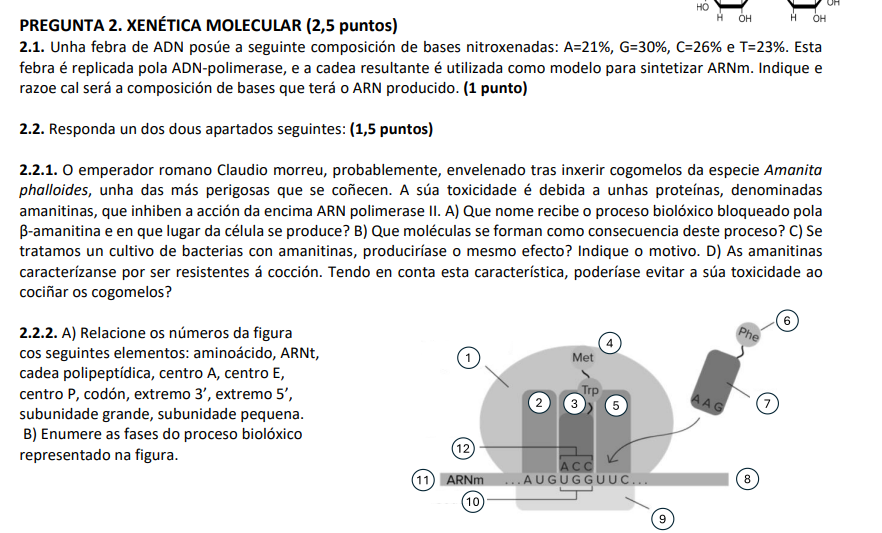 HO
H OH H OH
OH
PREGUNTA 2. XENÉTICA MOLECULAR (2,5 puntos)
2.1. Unha febra de ADN posúe a seguinte composición de bases nitroxenadas: A=21%, G=30%, C=26% e T=23%. Esta
febra é replicada pola ADN-polimerase, e a cadea resultante é utilizada como modelo para sintetizar ARNm. Indique e
razoe cal será a composición de bases que terá o ARN producido. (1 punto)
2.2. Responda un dos dous apartados seguintes: (1,5 puntos)
2.2.1. O emperador romano Claudio morreu, probablemente, envelenado tras inxerir cogomelos da especie Amanita
phalloides, unha das más perigosas que se coñecen. A súa toxicidade é debida a unhas proteínas, denominadas
amanitinas, que inhiben a acción da encima ARN polimerase II. A) Que nome recibe o proceso biolóxico bloqueado pola
β-amanitina e en que lugar da célula se produce? B) Que moléculas se forman como consecuencia deste proceso? C) Se
tratamos un cultivo de bacterias con amanitinas, produciríase o mesmo efecto? Indique o motivo. D) As amanitinas
caracterízanse por ser resistentes á cocción. Tendo en conta esta característica, poderíase evitar a súa toxicidade ao
cociñar os cogomelos?
2.2.2. A) Relacione os números da figura
cos seguintes elementos: aminoácido, ARNt,
cadea polipeptídica, centro A, centro E,
centro P, codón, extremo 3’, extremo 5’,
subunidade grande, subunidade pequena.
B) Enumere as fases do proceso biolóxico
representado na figura.
6
Phe
4
1
Met
Trp
2 3 5
AAG
7
12
ACC
11 ARNm ...AUGUGGUUC... 8
10
9